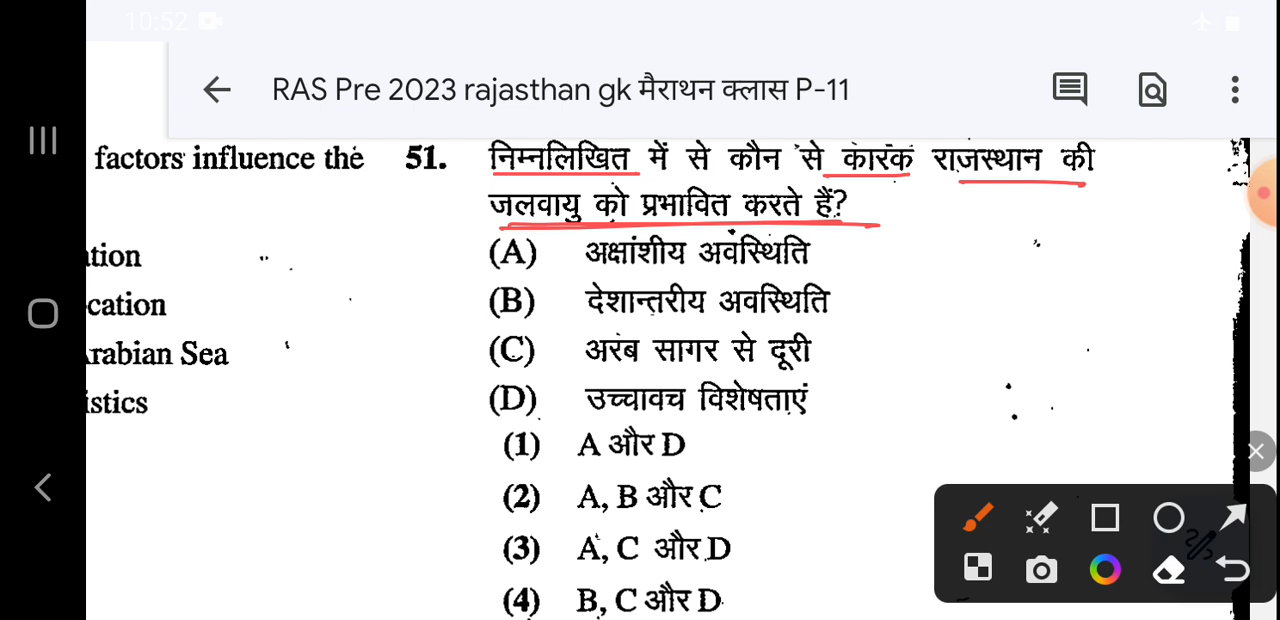 10:52
RAS Pre 2023 rajasthan gk मैराथन क्लास P-11
factors influence the
51. निम्नलिखित में से कौन से कारक राजस्थान की
जलवायु को प्रभावित करते हैं?
(A) अक्षांशीय अवस्थिति
ation
(B) देशान्तरीय अवस्थिति
cation
(C) अरब सागर से दूरी
Arabian Sea
(D) उच्चावच विशेषताएं
istics
(1) A और D
(2) A, B और C
(3) A, C और D
(4) B, C और D